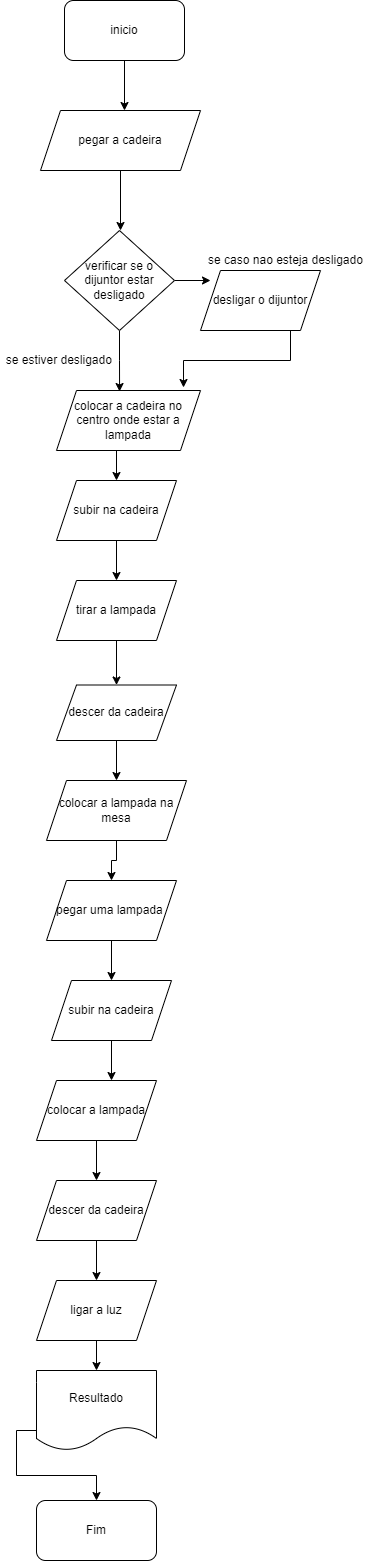 inicio
pegar a cadeira
verificar se o
dijuntor estar
desligado
se caso nao esteja desligado
desligar o dijuntor
se estiver desligado
colocar a cadeira no
centro onde estar a
lampada
subir na cadeira
tirar a lampada
descer da cadeira
colocar a lampada na
mesa
pegar uma lampada
subir na cadeira
colocar a lampada
descer da cadeira
ligar a luz
Resultado
Fim